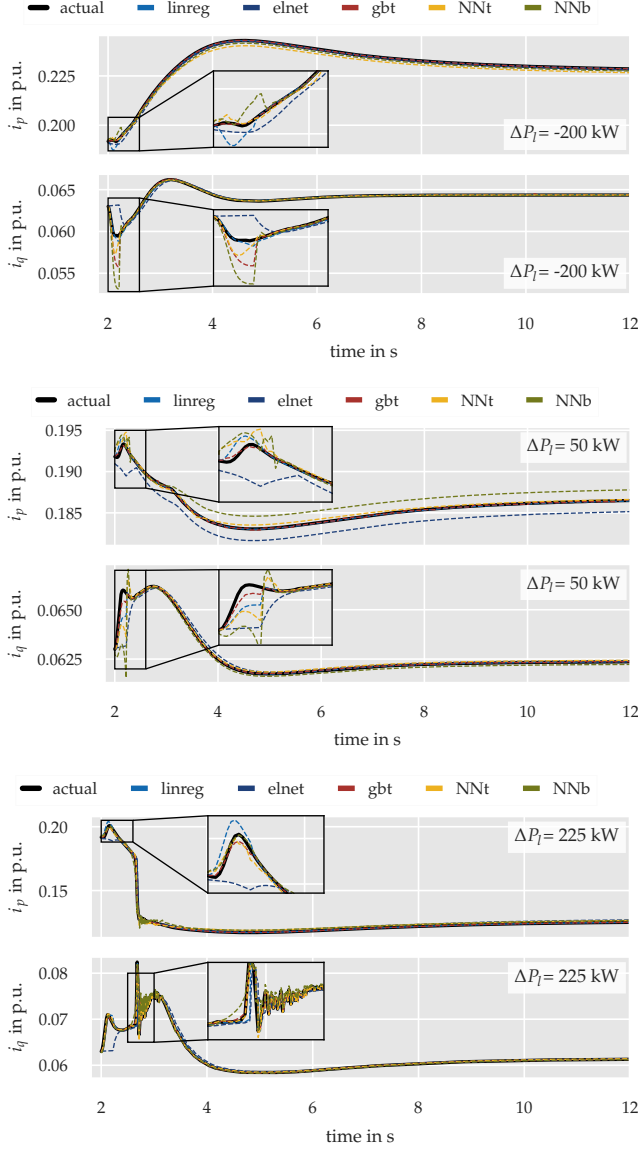 actual linreg elnet gbt NNt NNb
i_p in p.u.
0.225
0.200
ΔP_l = -200 kW
i_q in p.u.
0.065
0.060
0.055
ΔP_l = -200 kW
2 4 6 8 10 12
time in s
actual linreg elnet gbt NNt NNb
i_p in p.u.
0.195
0.190
0.185
ΔP_l = 50 kW
i_q in p.u.
0.0650
0.0625
ΔP_l = 50 kW
2 4 6 8 10 12
time in s
actual linreg elnet gbt NNt NNb
i_p in p.u.
0.20
0.15
ΔP_l = 225 kW
i_q in p.u.
0.08
0.07
0.06
ΔP_l = 225 kW
2 4 6 8 10 12
time in s